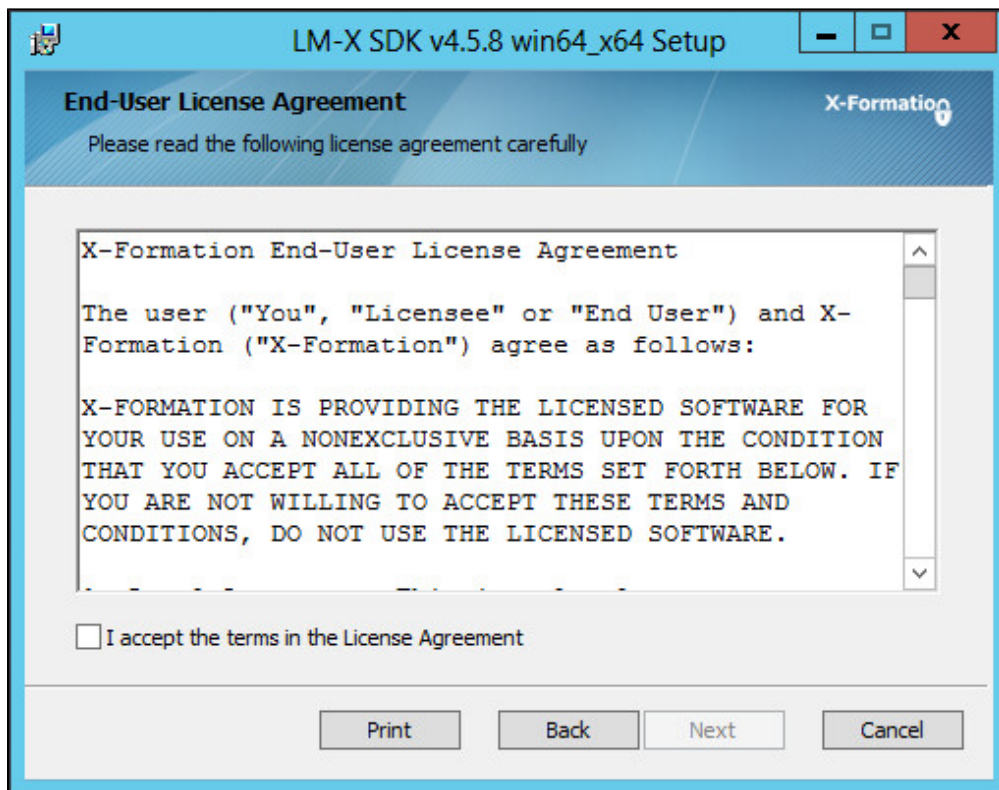 LM-X SDK v4.5.8 win64_x64 Setup
End-User License Agreement
X-Formation
Please read the following license agreement carefully
X-Formation End-User License Agreement
The user ("You", "Licensee" or "End User") and X-
Formation ("X-Formation") agree as follows:
X-FORMATION IS PROVIDING THE LICENSED SOFTWARE FOR
YOUR USE ON A NONEXCLUSIVE BASIS UPON THE CONDITION
THAT YOU ACCEPT ALL OF THE TERMS SET FORTH BELOW. IF
YOU ARE NOT WILLING TO ACCEPT THESE TERMS AND
CONDITIONS, DO NOT USE THE LICENSED SOFTWARE.
I accept the terms in the License Agreement
Print
Back
Next
Cancel